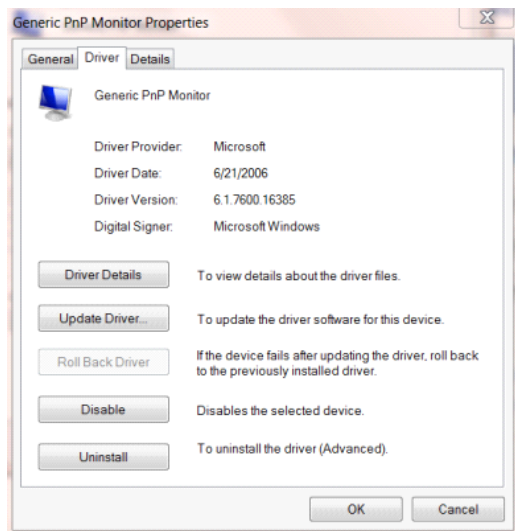 Generic PnP Monitor Properties
General Driver Details
Generic PnP Monitor
Driver Provider: Microsoft
Driver Date: 6/21/2006
Driver Version: 6.1.7600.16385
Digital Signer: Microsoft Windows
Driver Details To view details about the driver files.
Update Driver... To update the driver software for this device.
Roll Back Driver If the device fails after updating the driver, roll back
to the previously installed driver.
Disable Disables the selected device.
Uninstall To uninstall the driver (Advanced).
OK Cancel